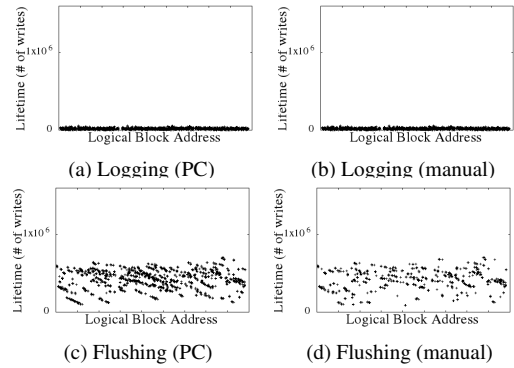 Lifetime (# of writes)
1x10^6
0
Logical Block Address
(a) Logging (PC)
Lifetime (# of writes)
1x10^6
0
Logical Block Address
(b) Logging (manual)
Lifetime (# of writes)
1x10^6
0
Logical Block Address
(c) Flushing (PC)
Lifetime (# of writes)
1x10^6
0
Logical Block Address
(d) Flushing (manual)